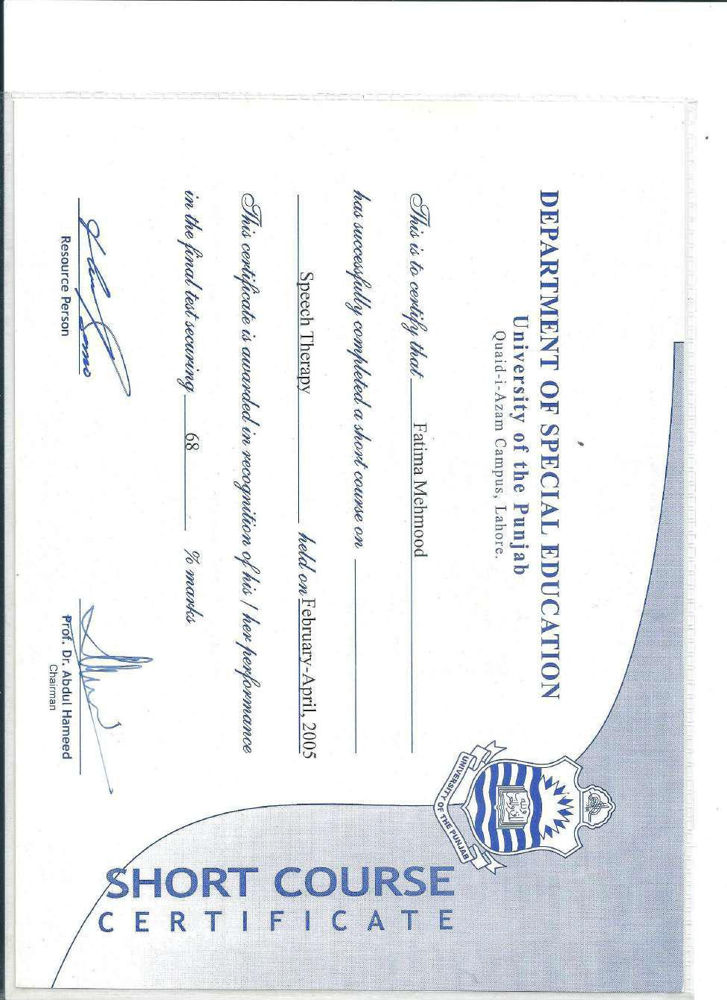 DEPARTMENT OF SPECIAL EDUCATION
University of the Punjab
Quaid-i-Azam Campus, Lahore.
This is to certify that Fatima Mehmood
has successfully completed a short course on
Speech Therapy held on February-April, 2005
This certificate is awarded in recognition of his / her performance
in the final test securing 68 % marks
Resource Person
Prof. Dr. Abdul Hameed
Chairman
UNIVERSITY OF THE PUNJAB
SHORT COURSE
CERTIFICATE